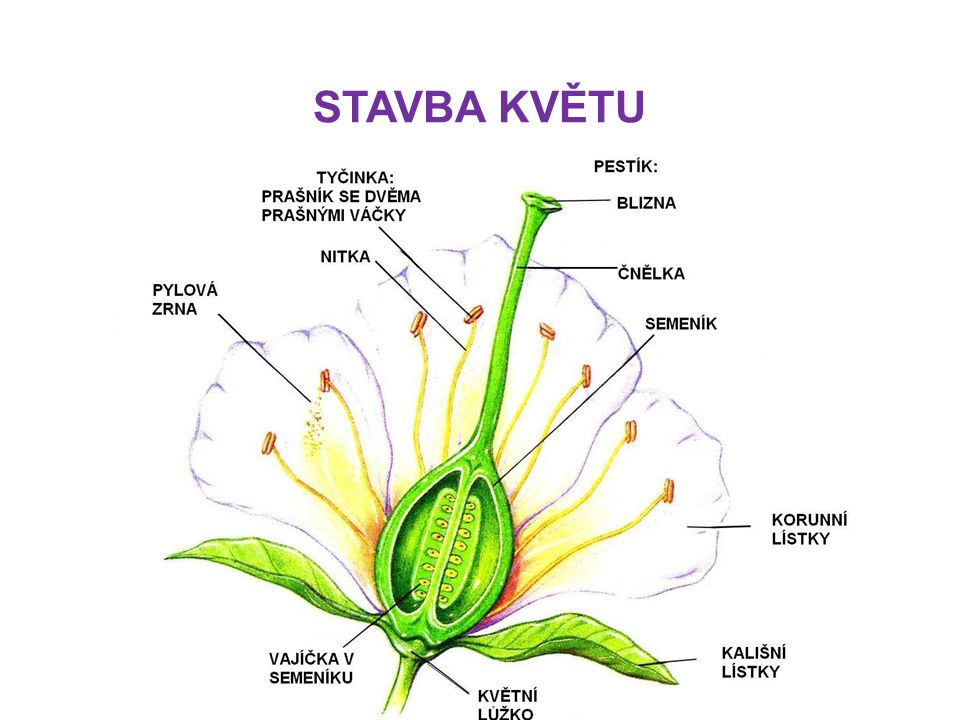 STAVBA KVĚTU
TYČINKA:
PRAŠNÍK SE DVĚMA
PRAŠNÝMI VÁČKY
NITKA
PYLOVÁ
ZRNA
PESTÍK:
BLIZNA
ČNĚLKA
SEMENÍK
KORUNNÍ
LÍSTKY
KALIŠNÍ
LÍSTKY
VAJÍČKA V
SEMENÍKU
KVĚTNÍ
LŮŽKO